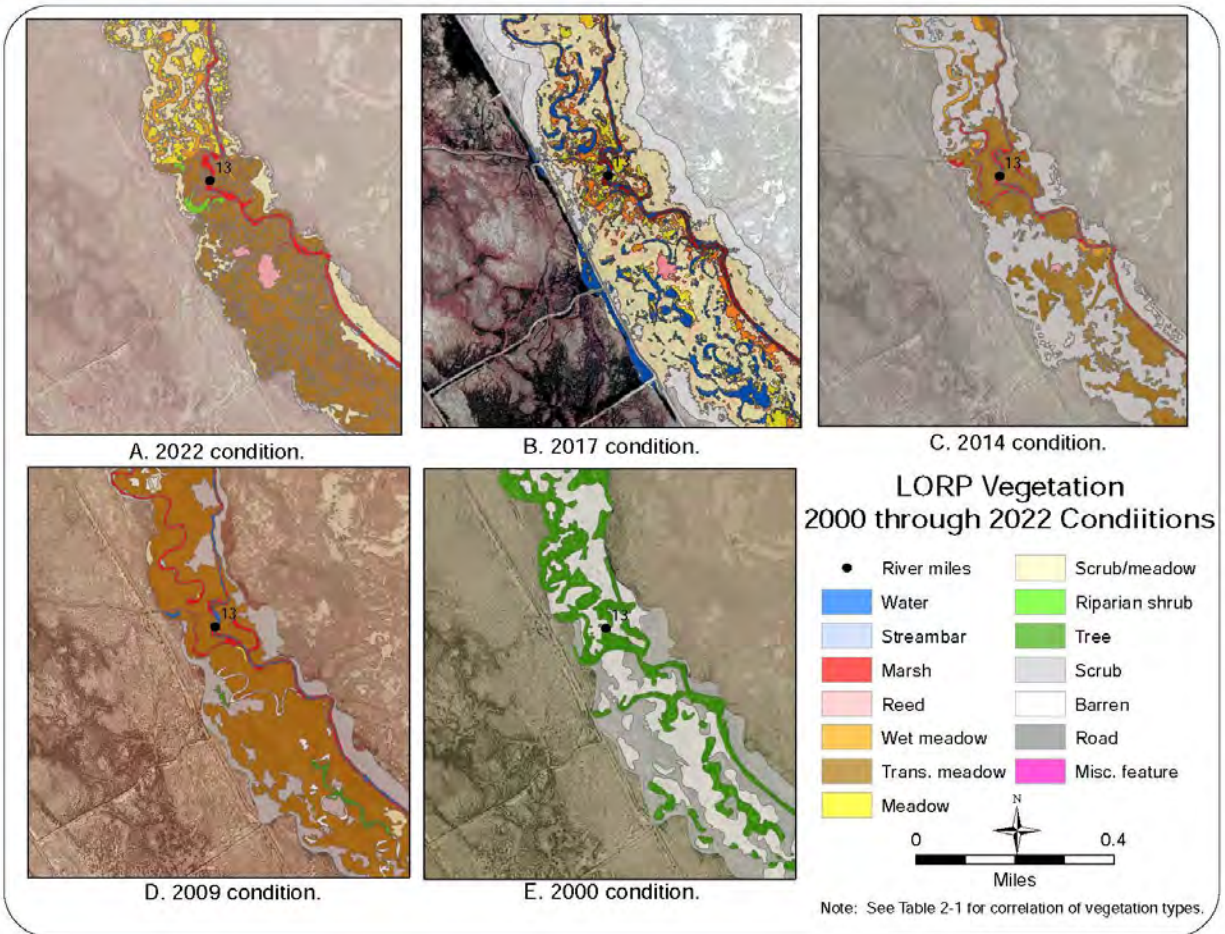 13
13
13
A. 2022 condition.
B. 2017 condition.
C. 2014 condition.
13
13
D. 2009 condition.
E. 2000 condition.
LORP Vegetation
2000 through 2022 Condiitions
River miles
Water
Streambar
Marsh
Reed
Wet meadow
Trans. meadow
Meadow
Scrub/meadow
Riparian shrub
Tree
Scrub
Barren
Road
Misc. feature
N
0 0.4
Miles
Note: See Table 2-1 for correlation of vegetation types.